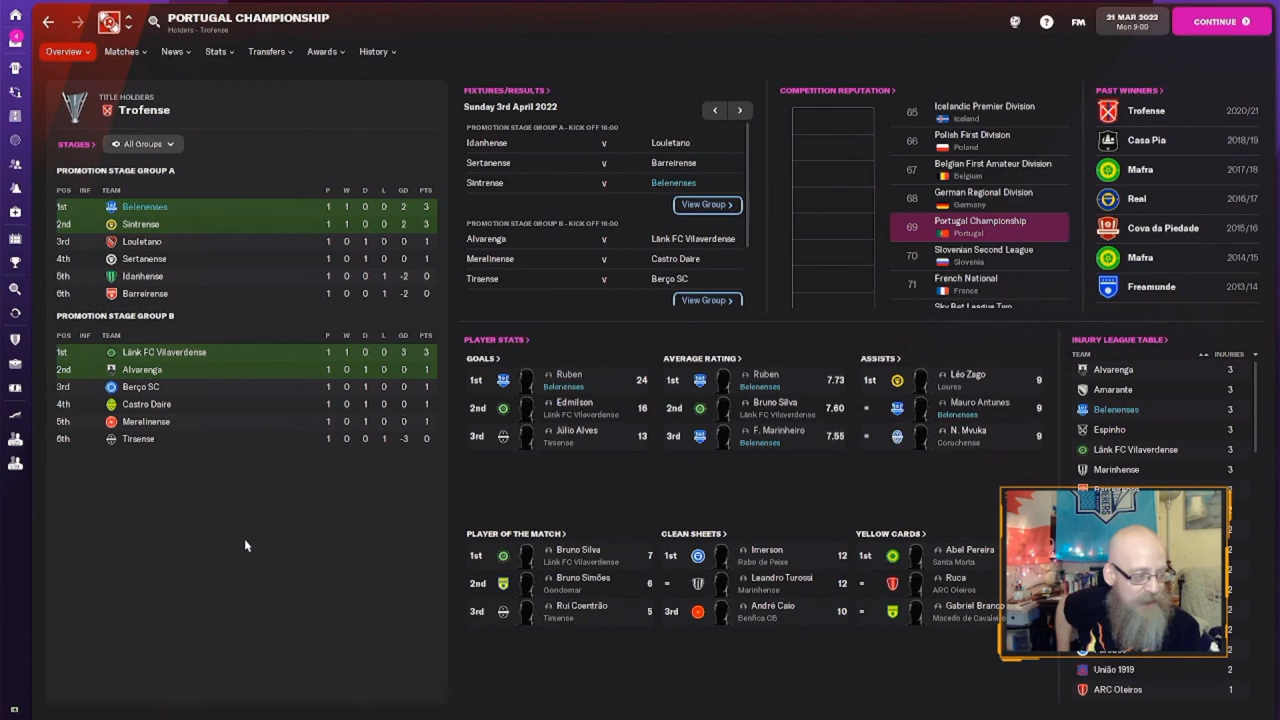 PORTUGAL CHAMPIONSHIP
Holders - Trofense
21 MAR 2022
Mon 9:00
FM
CONTINUE
4
Overview Matches News Stats Transfers Awards History
TITLE HOLDERS
Trofense
STAGES > All Groups
PROMOTION STAGE GROUP A
POS INF TEAM P W D L GD PTS
1st Belenenses 1 1 0 0 2 3
2nd Sintrense 1 1 0 0 2 3
3rd Louletano 1 0 1 0 0 1
4th Sertanense 1 0 1 0 0 1
5th Idanhense 1 0 0 1 -2 0
6th Barreirense 1 0 0 1 -2 0
PROMOTION STAGE GROUP B
POS INF TEAM P W D L GD PTS
1st Länk FC Vilaverdense 1 1 0 0 3 3
2nd Alvarenga 1 0 1 0 0 1
3rd Berço SC 1 0 1 0 0 1
4th Castro Daire 1 0 1 0 0 1
5th Merelinense 1 0 1 0 0 1
6th Tirsense 1 0 0 1 -3 0
FIXTURES/RESULTS >
Sunday 3rd April 2022
PROMOTION STAGE GROUP A - KICK OFF 16:00
Idanhense v Louletano
Sertanense v Barreirense
Sintrense v Belenenses
View Group >
PROMOTION STAGE GROUP B - KICK OFF 16:00
Alvarenga v Länk FC Vilaverdense
Merelinense v Castro Daire
Tirsense v Berço SC
View Group >
COMPETITION REPUTATION >
65 Icelandic Premier Division
Iceland
66 Polish First Division
Poland
67 Belgian First Amateur Division
Belgium
68 German Regional Division
Germany
69 Portugal Championship
Portugal
70 Slovenian Second League
Slovenia
71 French National
France
Sky Bet League Two
PAST WINNERS >
Trofense 2020/21
Casa Pia 2018/19
Mafra 2017/18
Real 2016/17
Cova da Piedade 2015/16
Mafra 2014/15
Freamunde 2013/14
PLAYER STATS >
GOALS >
1st Ruben 24
Belenenses
2nd Edmilson 16
Länk FC Vilaverdense
3rd Júlio Alves 13
Tirsense
AVERAGE RATING >
1st Ruben 7.73
Belenenses
2nd Bruno Silva 7.60
Länk FC Vilaverdense
3rd F. Marinheiro 7.55
Belenenses
ASSISTS >
1st Léo Zago 9
Loures
= Mauro Antunes 9
Belenenses
= N. Mvuka 9
Coruchense
PLAYER OF THE MATCH >
1st Bruno Silva 7
Länk FC Vilaverdense
2nd Bruno Simões 6
Gondomar
3rd Rui Coentrão 5
Tirsense
CLEAN SHEETS >
1st Imerson 12
Rabo de Peixe
= Leandro Turossi 12
Marinhense
3rd André Caio 10
Benfica CB
YELLOW CARDS >
1st Abel Pereira
Santa Marta
= Ruca
ARC Oleiros
= Gabriel Branco
Macedo de Cavaleiros
INJURY LEAGUE TABLE >
TEAM INJURIES
Alvarenga 3
Amarante 3
Belenenses 3
Espinho 3
Länk FC Vilaverdense 3
Marinhense 3
Barreirense
União 1919 2
ARC Oleiros 1